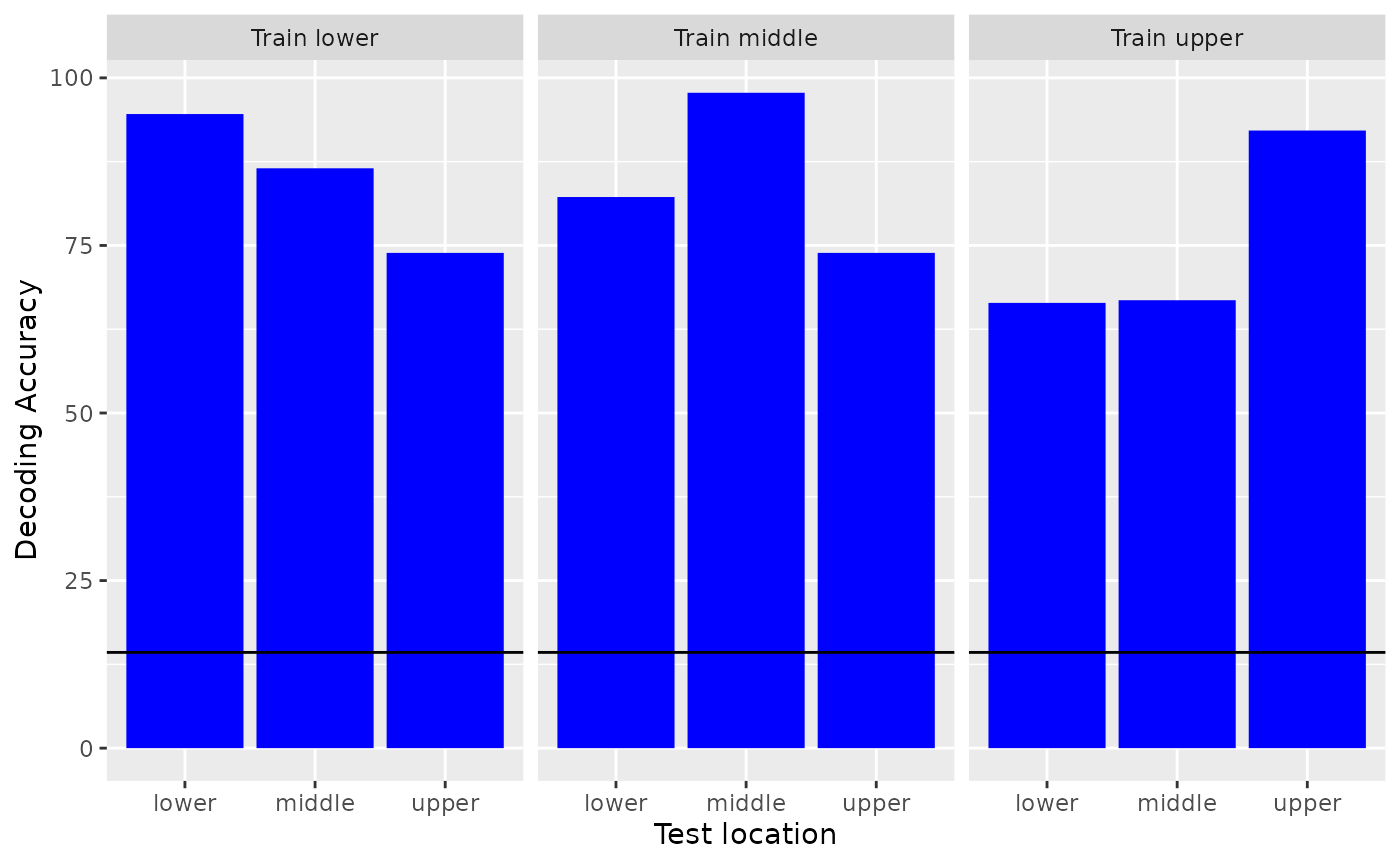 Train lower
Train middle
Train upper
100
75
50
25
0
Decoding Accuracy
lower middle upper
lower middle upper
lower middle upper
Test location